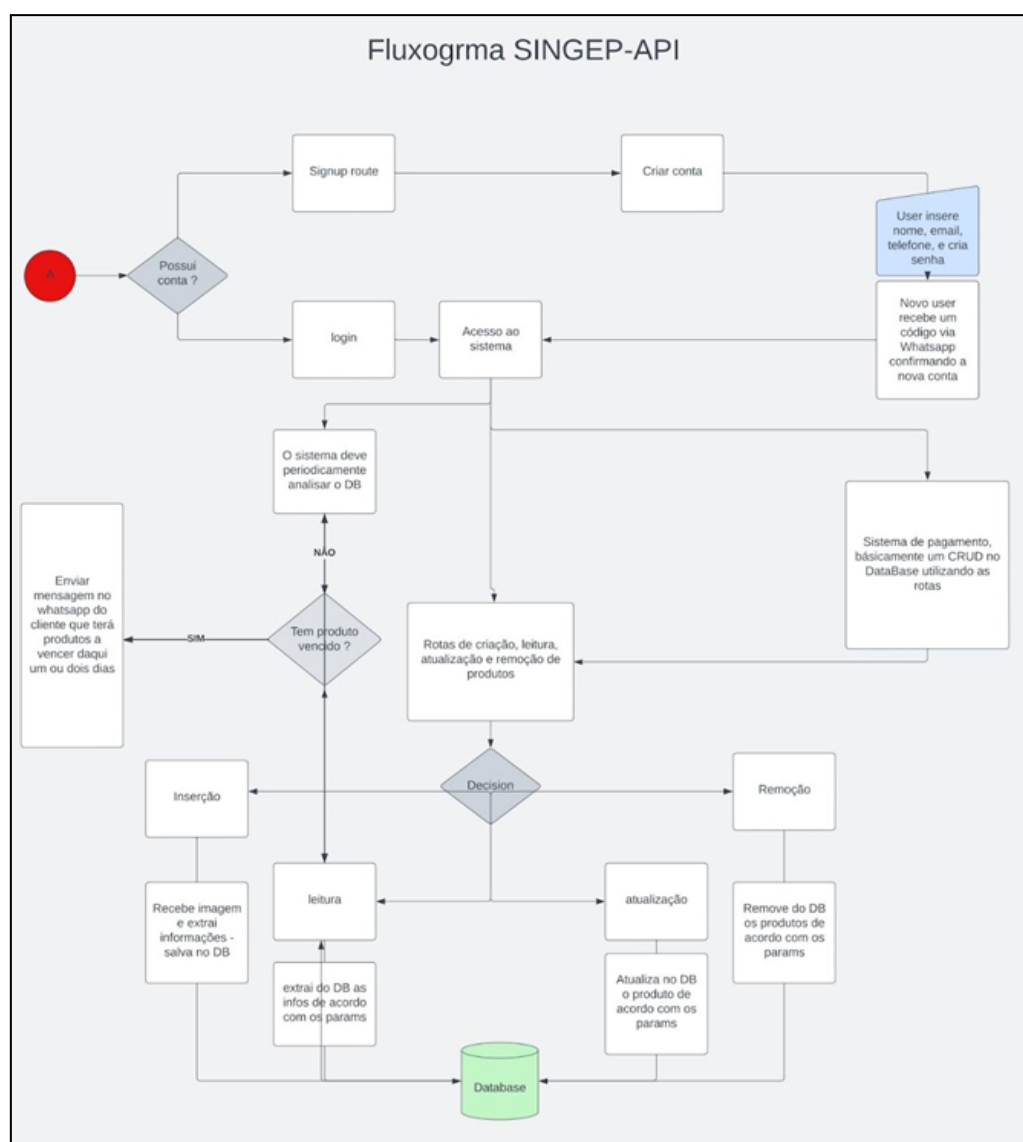 Fluxogrma SINGEP-API
Signup route
Criar conta
User insere
nome, email,
telefone, e cria
senha
A
Possui
conta ?
Novo user
recebe um
código via
Whatsapp
confirmando a
nova conta
login
Acesso ao
sistema
O sistema deve
periodicamente
analisar o DB
Sistema de pagamento,
básicamente um CRUD no
DataBase utilizando as
rotas
NÃO
Enviar
mensagem no
whatsapp do
cliente que terá
produtos a
vencer daqui
um ou dois dias
SIM
Tem produto
vencido ?
Rotas de criação, leitura,
atualização e remoção de
produtos
Inserção
Decision
Remoção
leitura
atualização
Recebe imagem
e extrai
informações -
salva no DB
Remove do DB
os produtos de
acordo com os
params
extrai do DB as
infos de acordo
com os params
Atualiza no DB
o produto de
acordo com os
params
Database